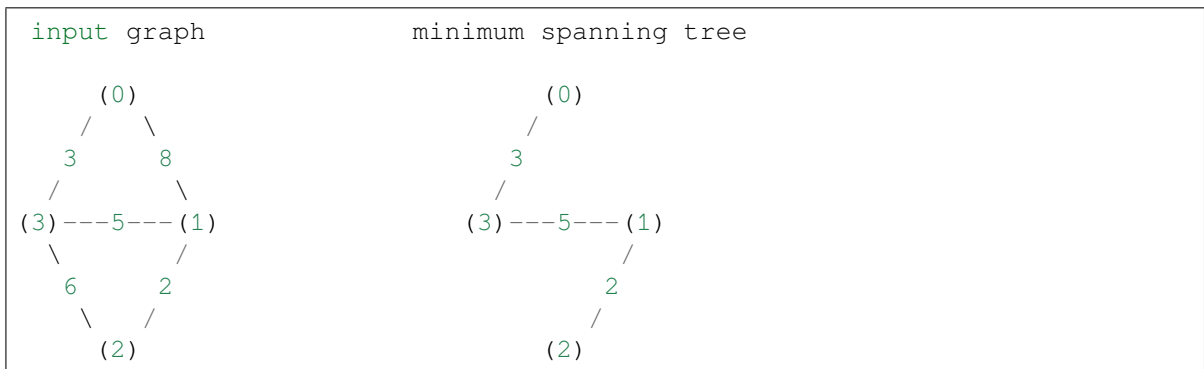 input graph             minimum spanning tree
     (0)                         (0)
    /   \                       /
   3     8                     3
  /       \                   /
(3)---5---(1)               (3)---5---(1)
  \       /                           /
   6     2                           2
    \   /                           /
     (2)                         (2)